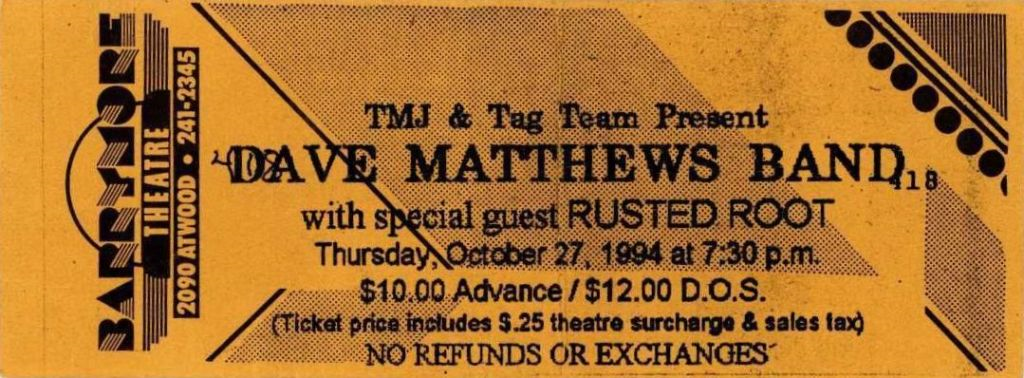 BARRYMORE
THEATRE
2090 ATWOOD • 241-2345
TMJ & Tag Team Present
DAVE MATTHEWS BAND
418
with special guest RUSTED ROOT
Thursday, October 27, 1994 at 7:30 p.m.
$10.00 Advance / $12.00 D.O.S.
(Ticket price includes $.25 theatre surcharge & sales tax)
NO REFUNDS OR EXCHANGES